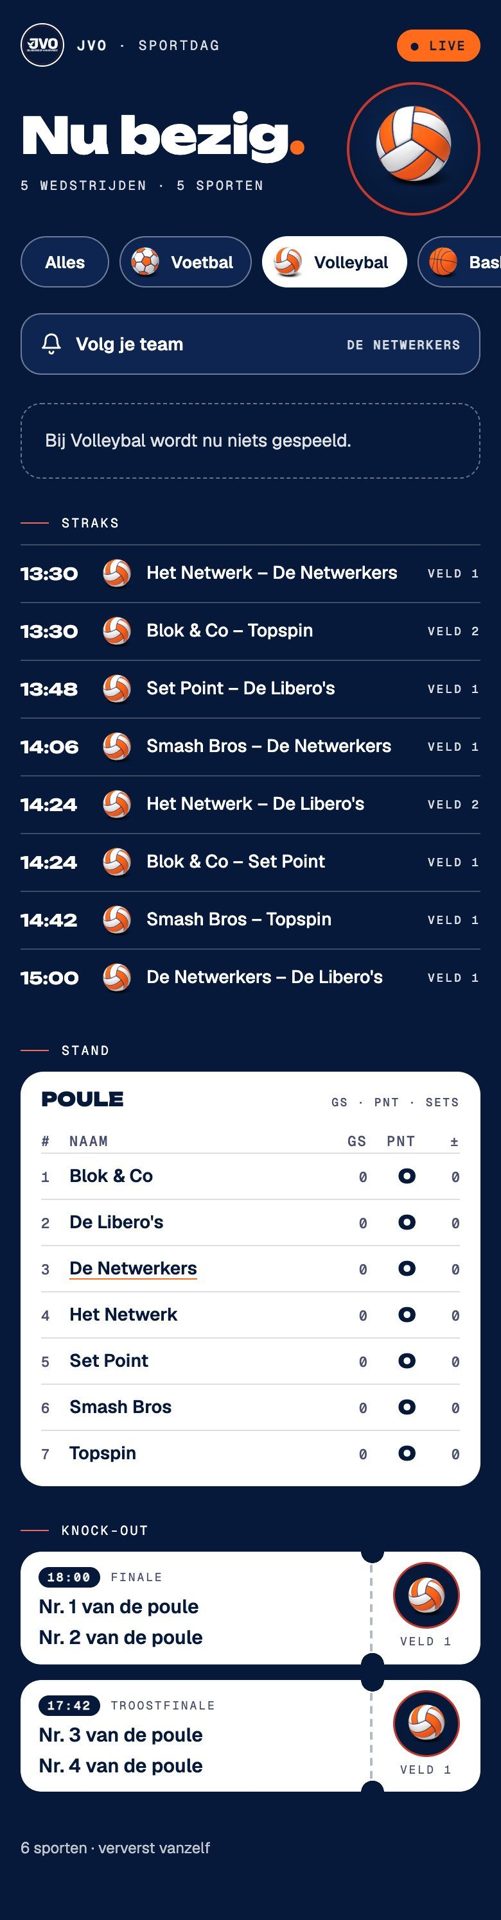 JVO
JVO · SPORTDAG
● LIVE
Nu bezig.
5 WEDSTRIJDEN · 5 SPORTEN
Alles
Voetbal
Volleybal
Bas
Volg je team
DE NETWERKERS
Bij Volleybal wordt nu niets gespeeld.
STRAKS
13:30 Het Netwerk – De Netwerkers VELD 1
13:30 Blok & Co – Topspin VELD 2
13:48 Set Point – De Libero's VELD 1
14:06 Smash Bros – De Netwerkers VELD 1
14:24 Het Netwerk – De Libero's VELD 2
14:24 Blok & Co – Set Point VELD 1
14:42 Smash Bros – Topspin VELD 1
15:00 De Netwerkers – De Libero's VELD 1
STAND
POULE GS · PNT · SETS
# NAAM GS PNT ±
1 Blok & Co 0 0 0
2 De Libero's 0 0 0
3 De Netwerkers 0 0 0
4 Het Netwerk 0 0 0
5 Set Point 0 0 0
6 Smash Bros 0 0 0
7 Topspin 0 0 0
KNOCK-OUT
18:00 FINALE
Nr. 1 van de poule
Nr. 2 van de poule
VELD 1
17:42 TROOSTFINALE
Nr. 3 van de poule
Nr. 4 van de poule
VELD 1
6 sporten · ververst vanzelf